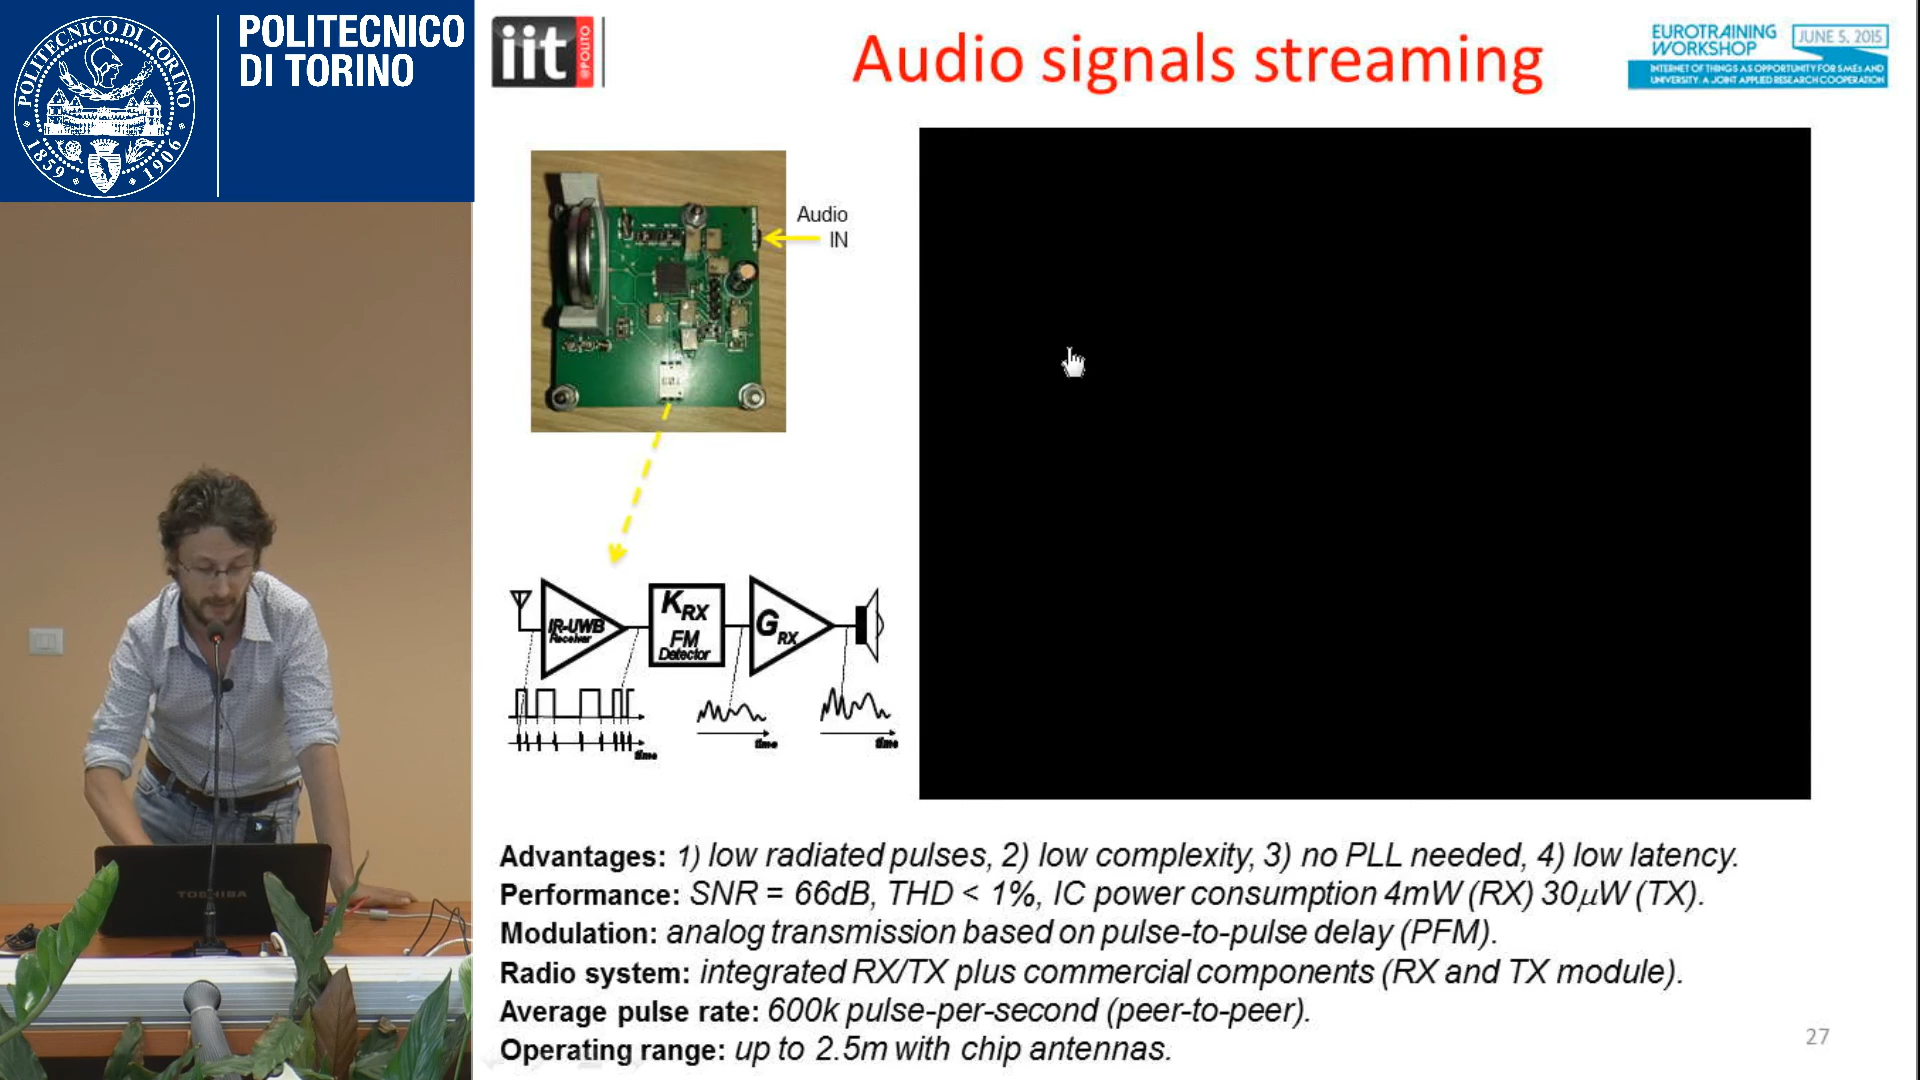 POLITECNICO
DI TORINO
POLITECNICO DI TORINO
1859 1906
iit
@POLITO
Audio signals streaming
EUROTRAINING
WORKSHOP
JUNE 5, 2015
INTERNET OF THINGS AS OPPORTUNITY FOR SMEs AND
UNIVERSITY: A JOINT APPLIED RESEARCH COOPERATION
Audio
IN
IR-UWB
Receiver
KRX
FM
Detector
GRX
time
time
time
TOSHIBA
Advantages: 1) low radiated pulses, 2) low complexity, 3) no PLL needed, 4) low latency.
Performance: SNR = 66dB, THD < 1%, IC power consumption 4mW (RX) 30μW (TX).
Modulation: analog transmission based on pulse-to-pulse delay (PFM).
Radio system: integrated RX/TX plus commercial components (RX and TX module).
Average pulse rate: 600k pulse-per-second (peer-to-peer).
Operating range: up to 2.5m with chip antennas.
27